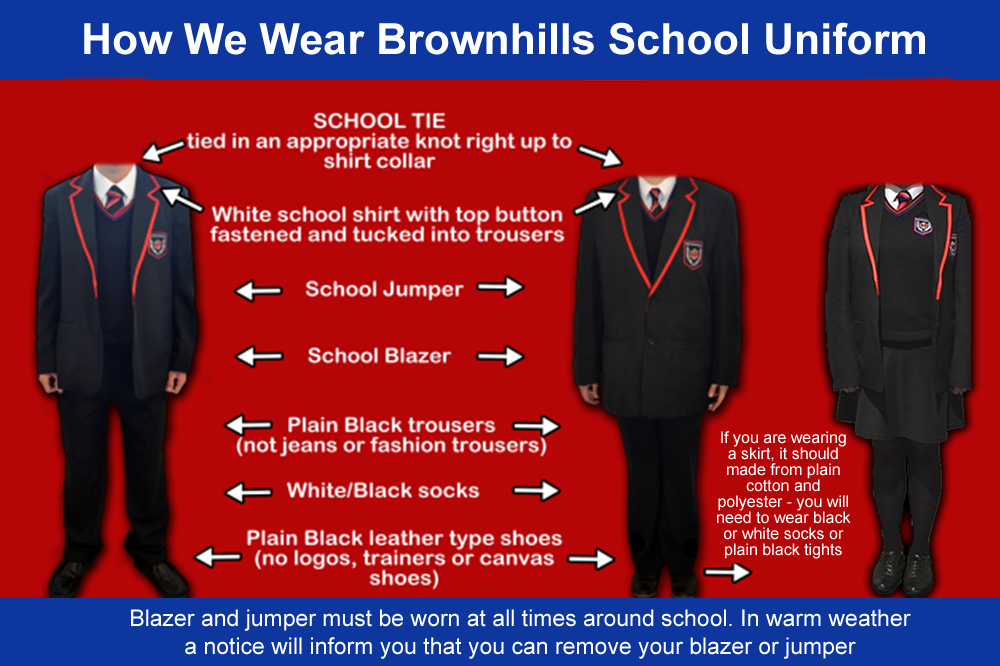 How We Wear Brownhills School Uniform
SCHOOL TIE
tied in an appropriate knot right up to
shirt collar
White school shirt with top button
fastened and tucked into trousers
School Jumper
School Blazer
Plain Black trousers
(not jeans or fashion trousers)
White/Black socks
Plain Black leather type shoes
(no logos, trainers or canvas
shoes)
If you are wearing
a skirt, it should
made from plain
cotton and
polyester - you will
need to wear black
or white socks or
plain black tights
Blazer and jumper must be worn at all times around school. In warm weather
a notice will inform you that you can remove your blazer or jumper